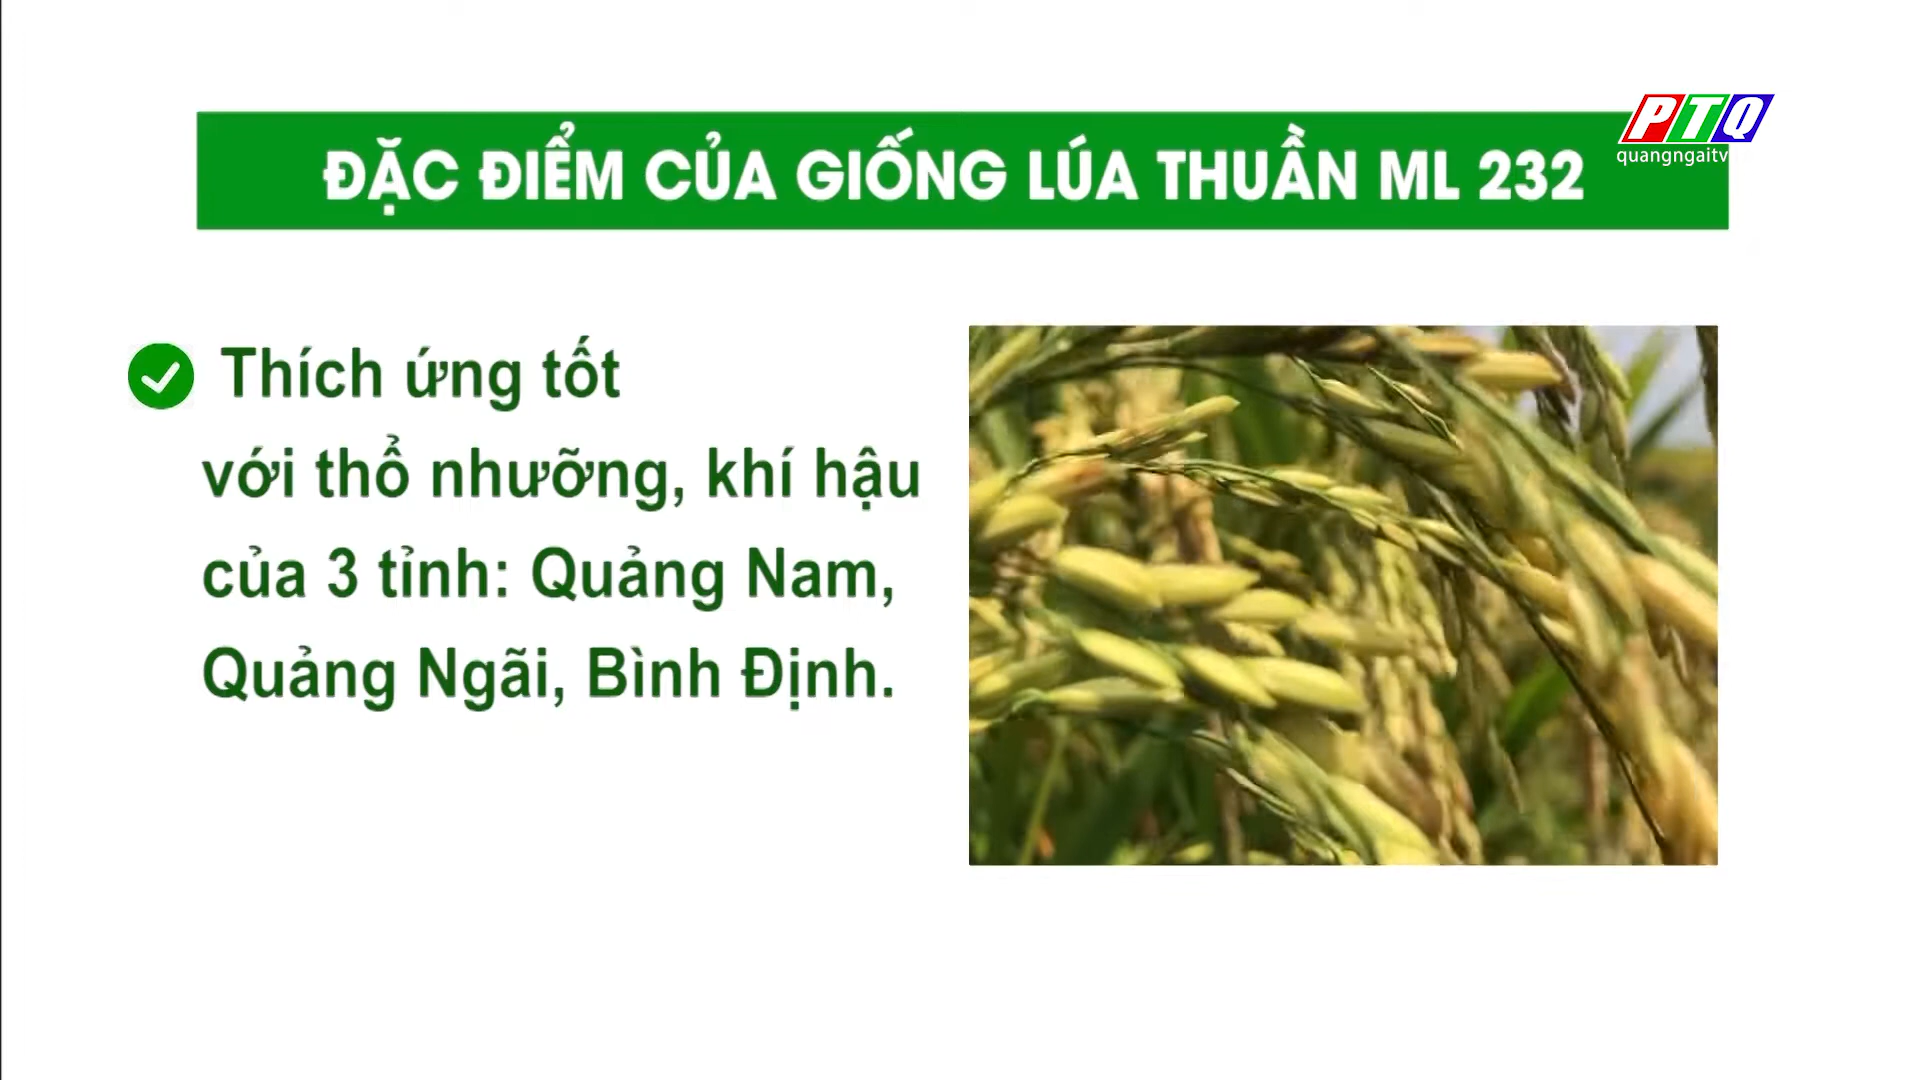 PTQ
quangngaitv
ĐẶC ĐIỂM CỦA GIỐNG LÚA THUẦN ML 232
Thích ứng tốt
với thổ nhưỡng, khí hậu
của 3 tỉnh: Quảng Nam,
Quảng Ngãi, Bình Định.